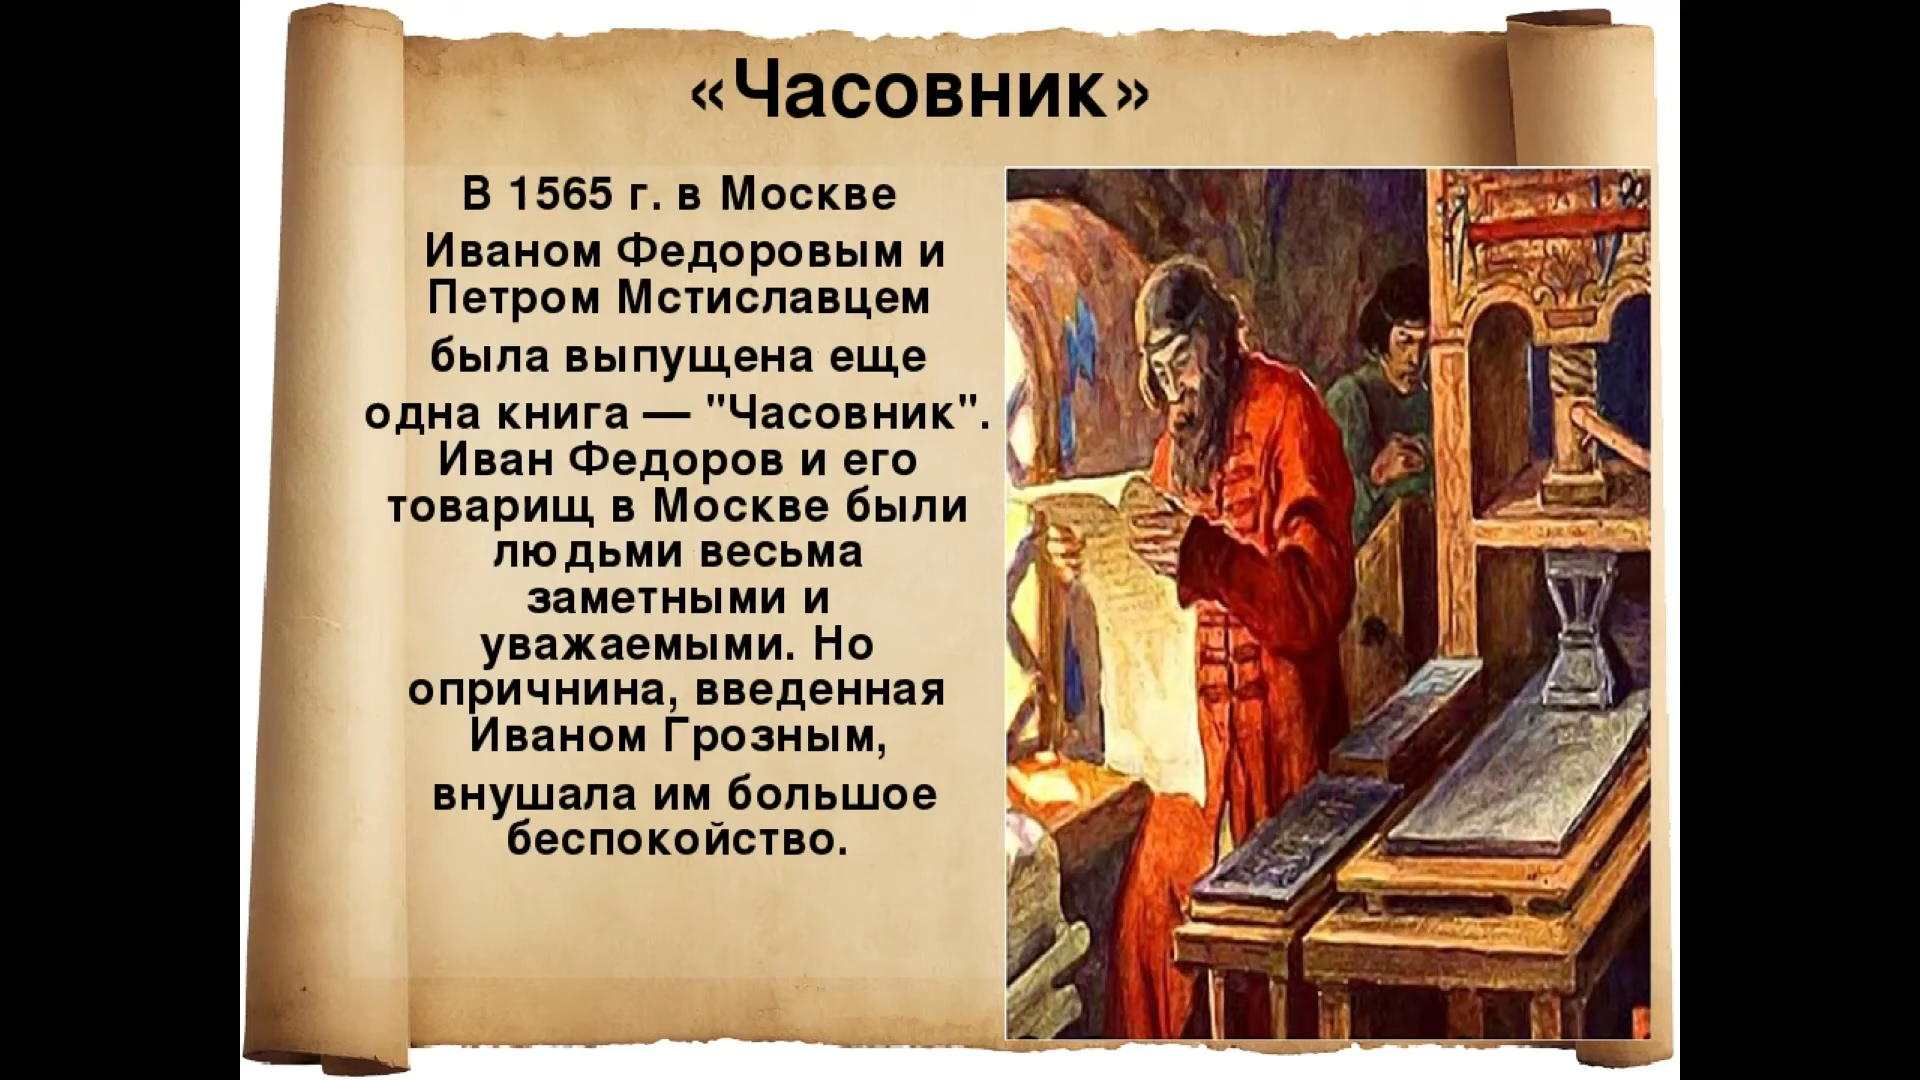 «Часовник»
В 1565 г. в Москве
Иваном Федоровым и
Петром Мстиславцем
была выпущена еще
одна книга — "Часовник".
Иван Федоров и его
товарищ в Москве были
людьми весьма
заметными и
уважаемыми. Но
опричнина, введенная
Иваном Грозным,
внушала им большое
беспокойство.